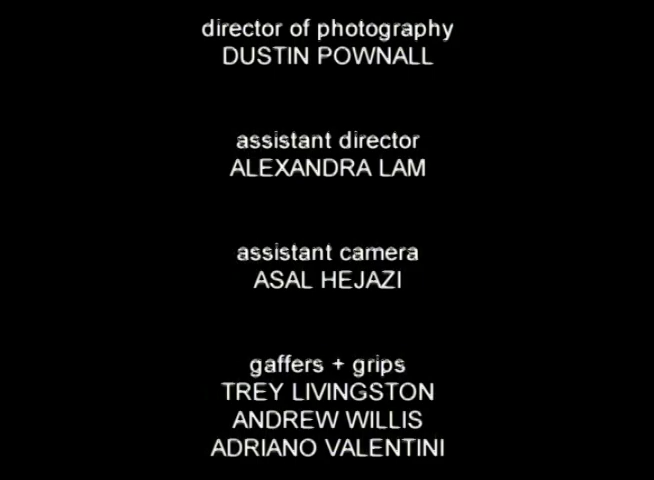 director of photography
DUSTIN POWNALL
assistant director
ALEXANDRA LAM
assistant camera
ASAL HEJAZI
gaffers + grips
TREY LIVINGSTON
ANDREW WILLIS
ADRIANO VALENTINI